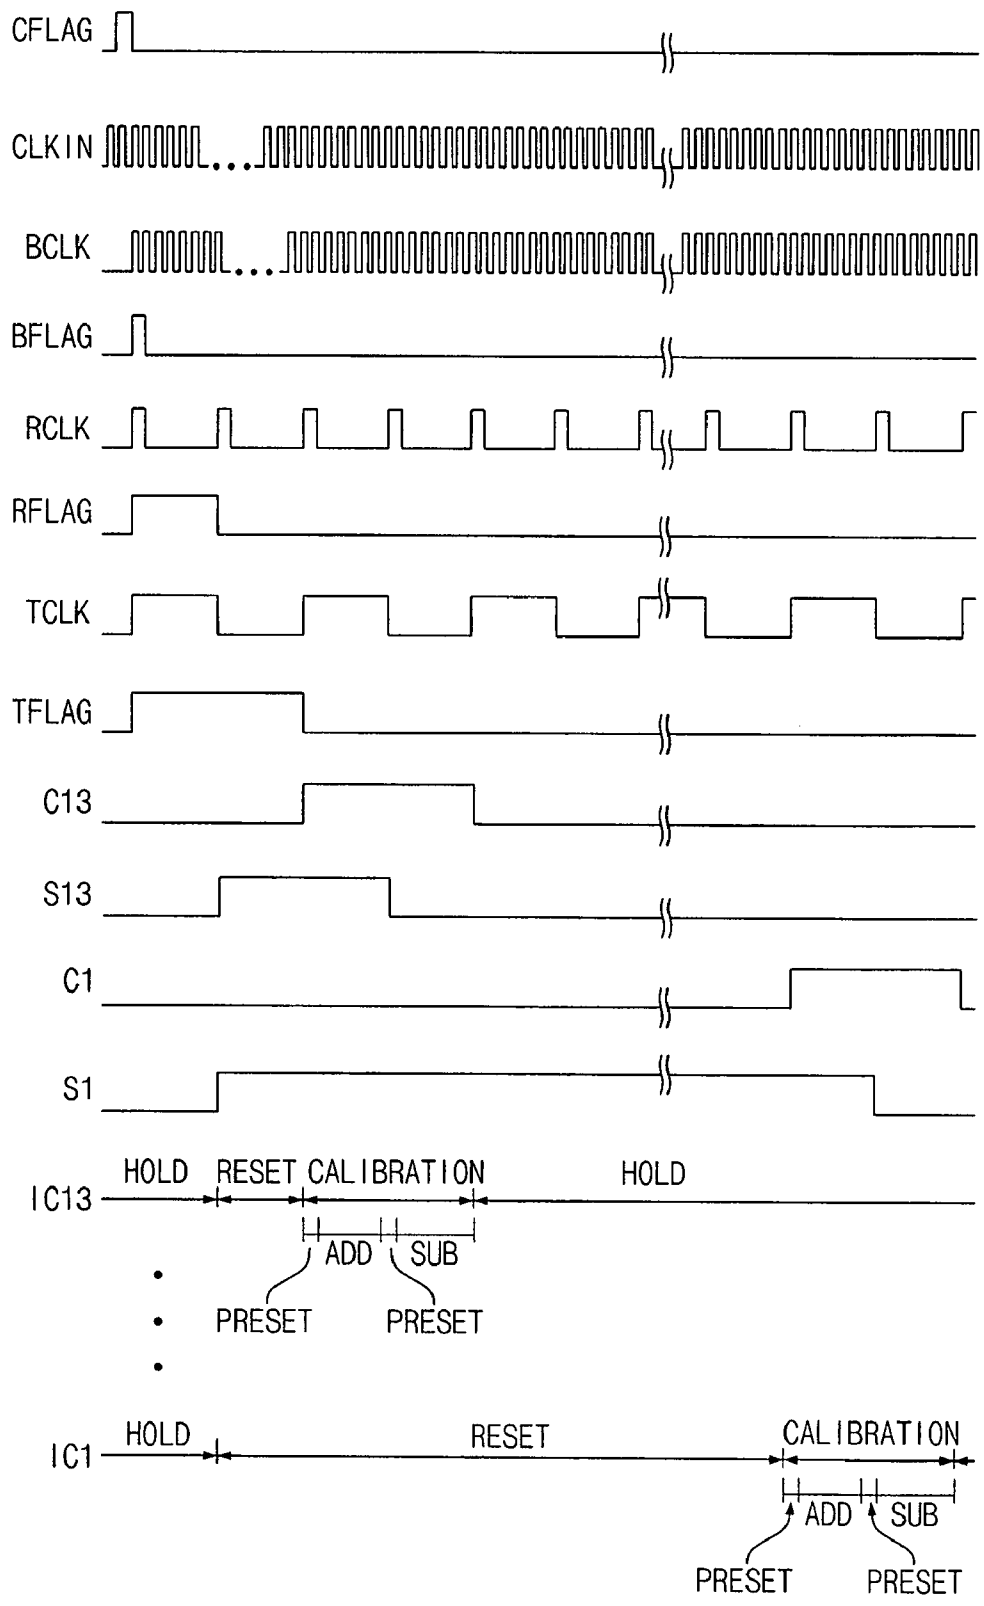 CFLAG
CLKIN
BCLK
BFLAG
RCLK
RFLAG
TCLK
TFLAG
C13
S13
C1
S1
HOLD RESET CALIBRATION HOLD
IC13
ADD SUB
PRESET PRESET
HOLD RESET CALIBRATION
IC1
ADD SUB
PRESET PRESET